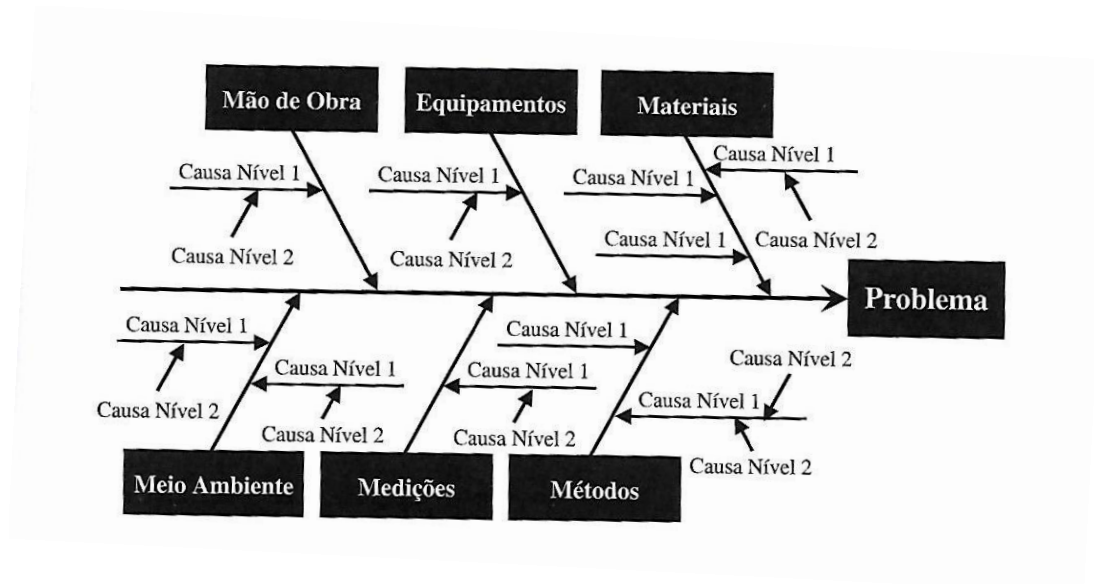 Mão de Obra
Equipamentos
Materiais
Causa Nível 1
Causa Nível 1
Causa Nível 1
Causa Nível 1
Causa Nível 2
Causa Nível 2
Causa Nível 1
Causa Nível 2
Problema
Causa Nível 1
Causa Nível 1
Causa Nível 2
Causa Nível 1
Causa Nível 1
Causa Nível 1
Causa Nível 2
Causa Nível 2
Causa Nível 2
Causa Nível 2
Meio Ambiente
Medições
Métodos